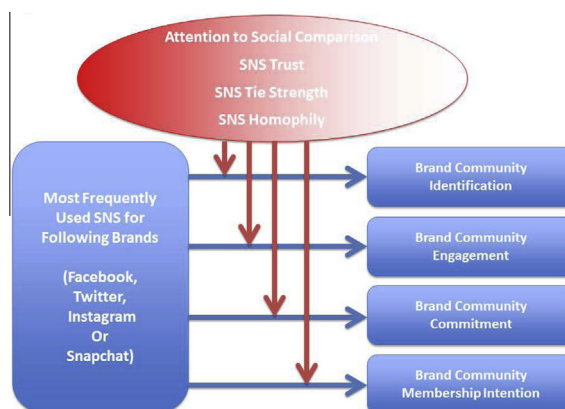 Attention to Social Comparison
SNS Trust
SNS Tie Strength
SNS Homophily
Most Frequently
Used SNS for
Following Brands
(Facebook,
Twitter,
Instagram
Or
Snapchat)
Brand Community
Identification
Brand Community
Engagement
Brand Community
Commitment
Brand Community
Membership Intention